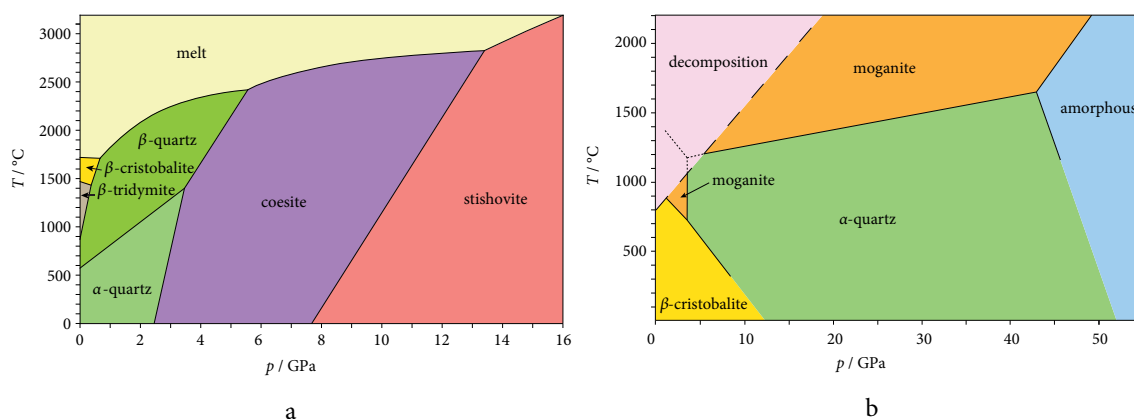 3000
2500
2000
1500
1000
500
0
T / °C
melt
β-quartz
β-cristobalite
β-tridymite
α-quartz
coesite
stishovite
0 2 4 6 8 10 12 14 16
p / GPa
a
2000
1500
1000
500
T / °C
decomposition
moganite
amorphous
moganite
α-quartz
β-cristobalite
0 10 20 30 40 50
p / GPa
b